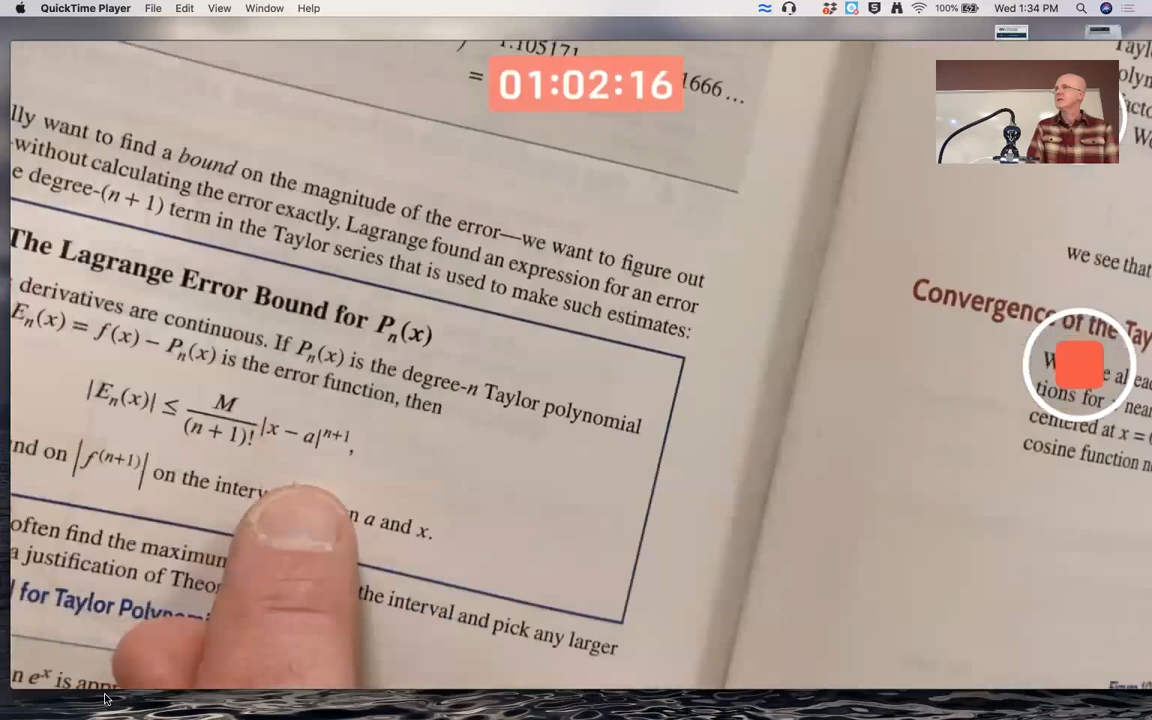 QuickTime Player File Edit View Window Help
100% Wed 1:34 PM
1.105171
= 1666...
01:02:16
lly want to find a bound on the magnitude of the error—we want to figure out
without calculating the error exactly. Lagrange found an expression for an error
e degree-(n + 1) term in the Taylor series that is used to make such estimates:
The Lagrange Error Bound for Pₙ(x)
derivatives are continuous. If Pₙ(x) is the degree-n Taylor polynomial
Eₙ(x) = f(x) − Pₙ(x) is the error function, then
|Eₙ(x)| ≤ M/(n + 1)! |x − a|ⁿ⁺¹,
nd on |f⁽ⁿ⁺¹⁾| on the interv n a and x.
often find the maximum the interval and pick any larger
a justification of Theo
for Taylor Polynomi
n eˣ is app
we see that
Convergence of the Tay
tions for near
centered at x =
cosine function n